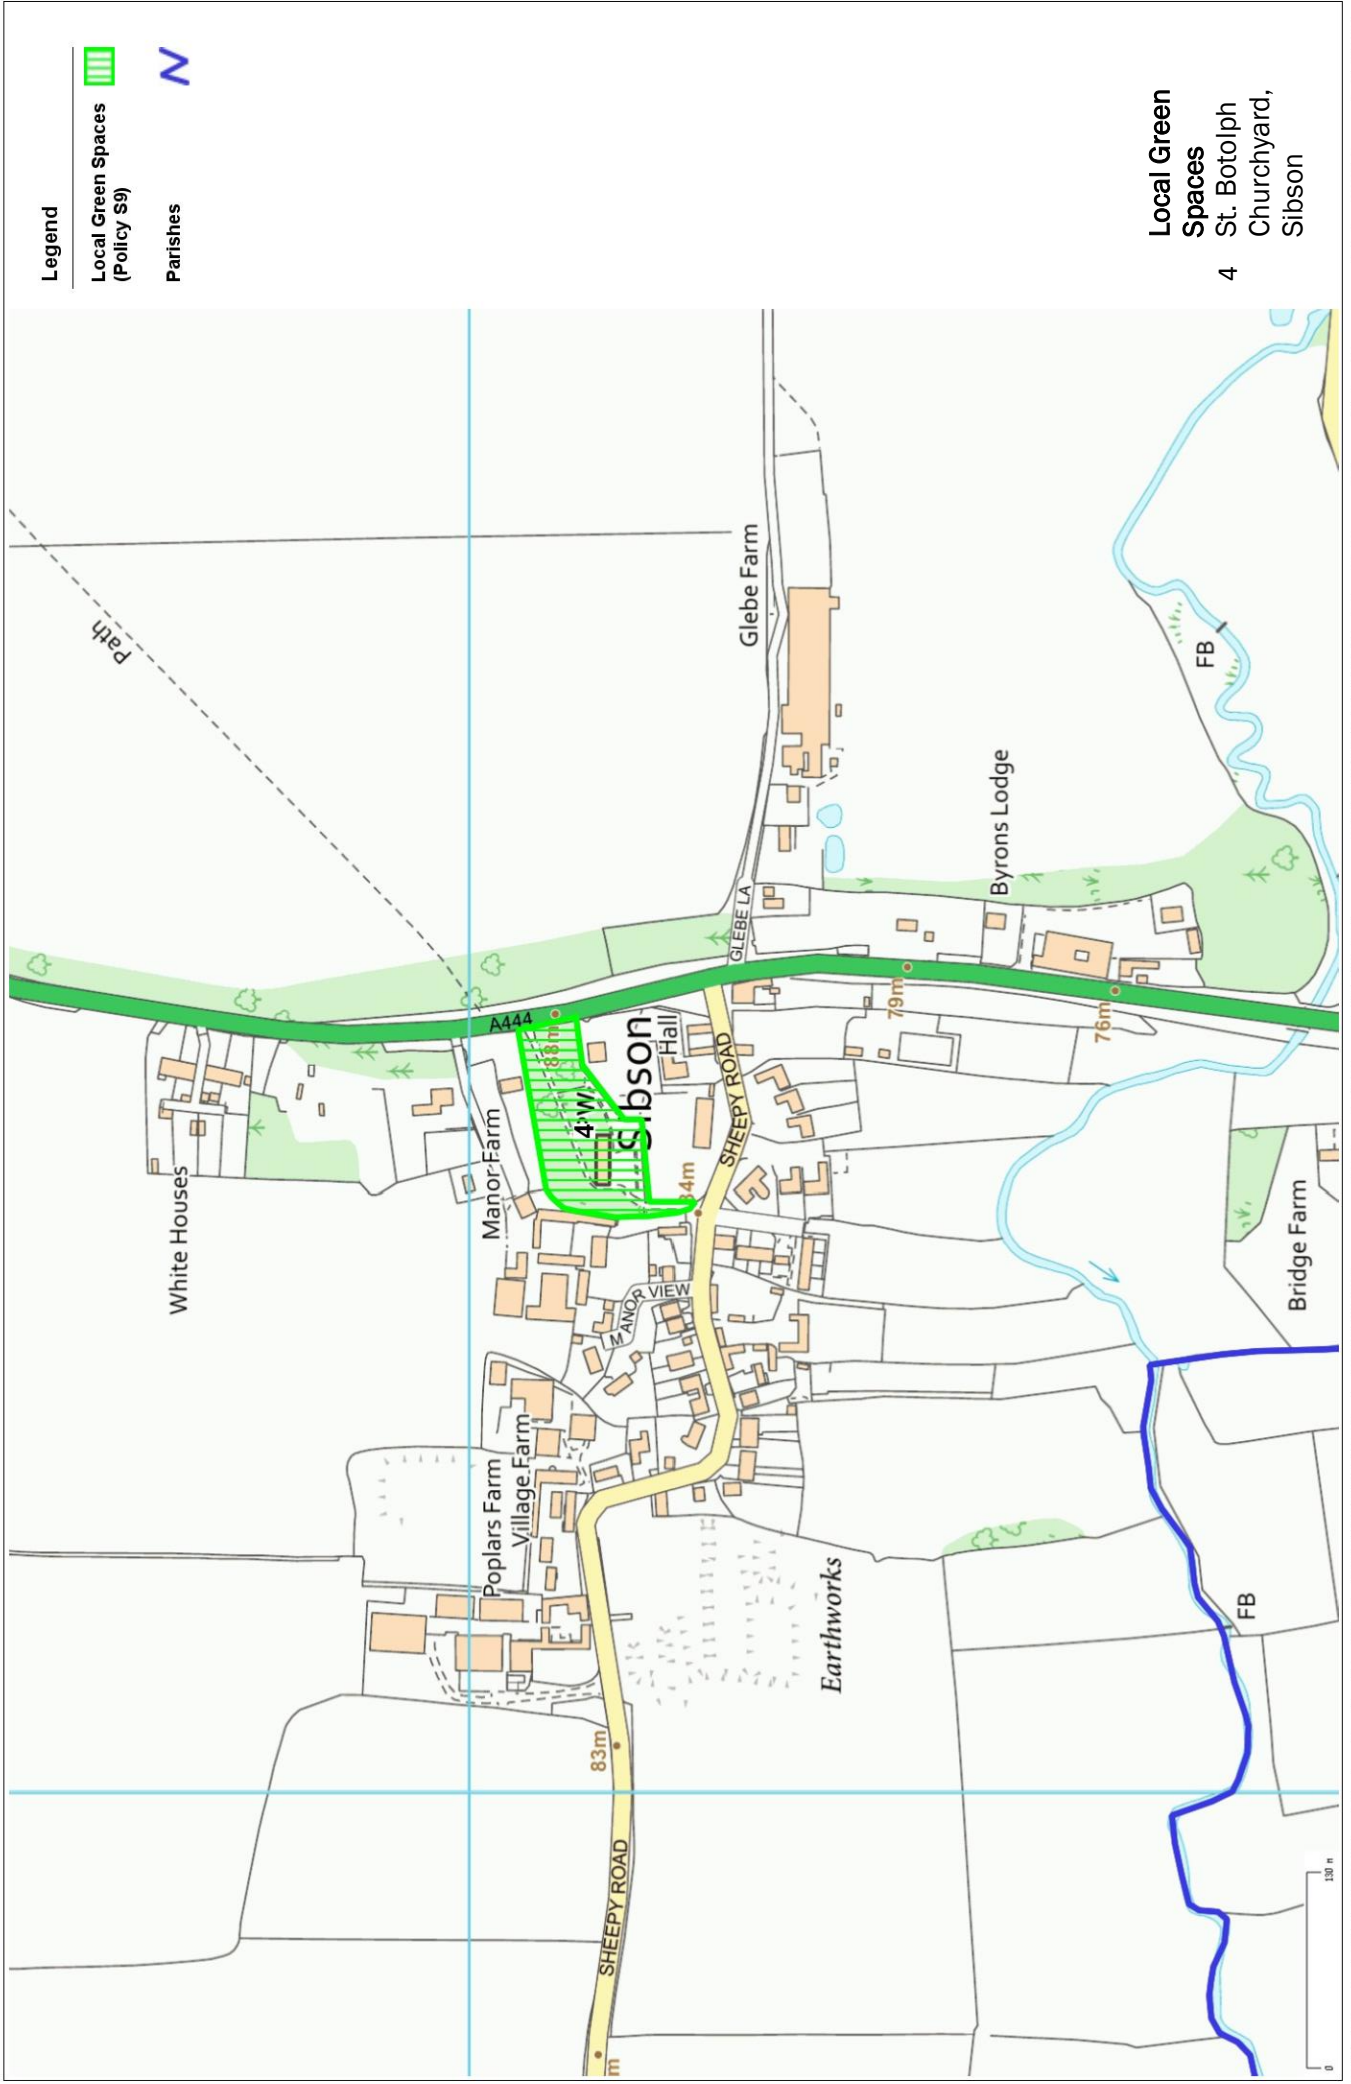 Legend
Local Green Spaces
(Policy S9)
Parishes
Local Green
Spaces
4 St. Botolph
Churchyard,
Sibson
Path
White Houses
A444
88m
Manor Farm
4
W
Sibson
Hall
Glebe Farm
GLEBE LA
SHEEPY ROAD
84m
79m
76m
Byrons Lodge
FB
MANOR VIEW
Poplars Farm
Village Farm
Earthworks
Bridge Farm
FB
83m
SHEEPY ROAD
m
0
130 m